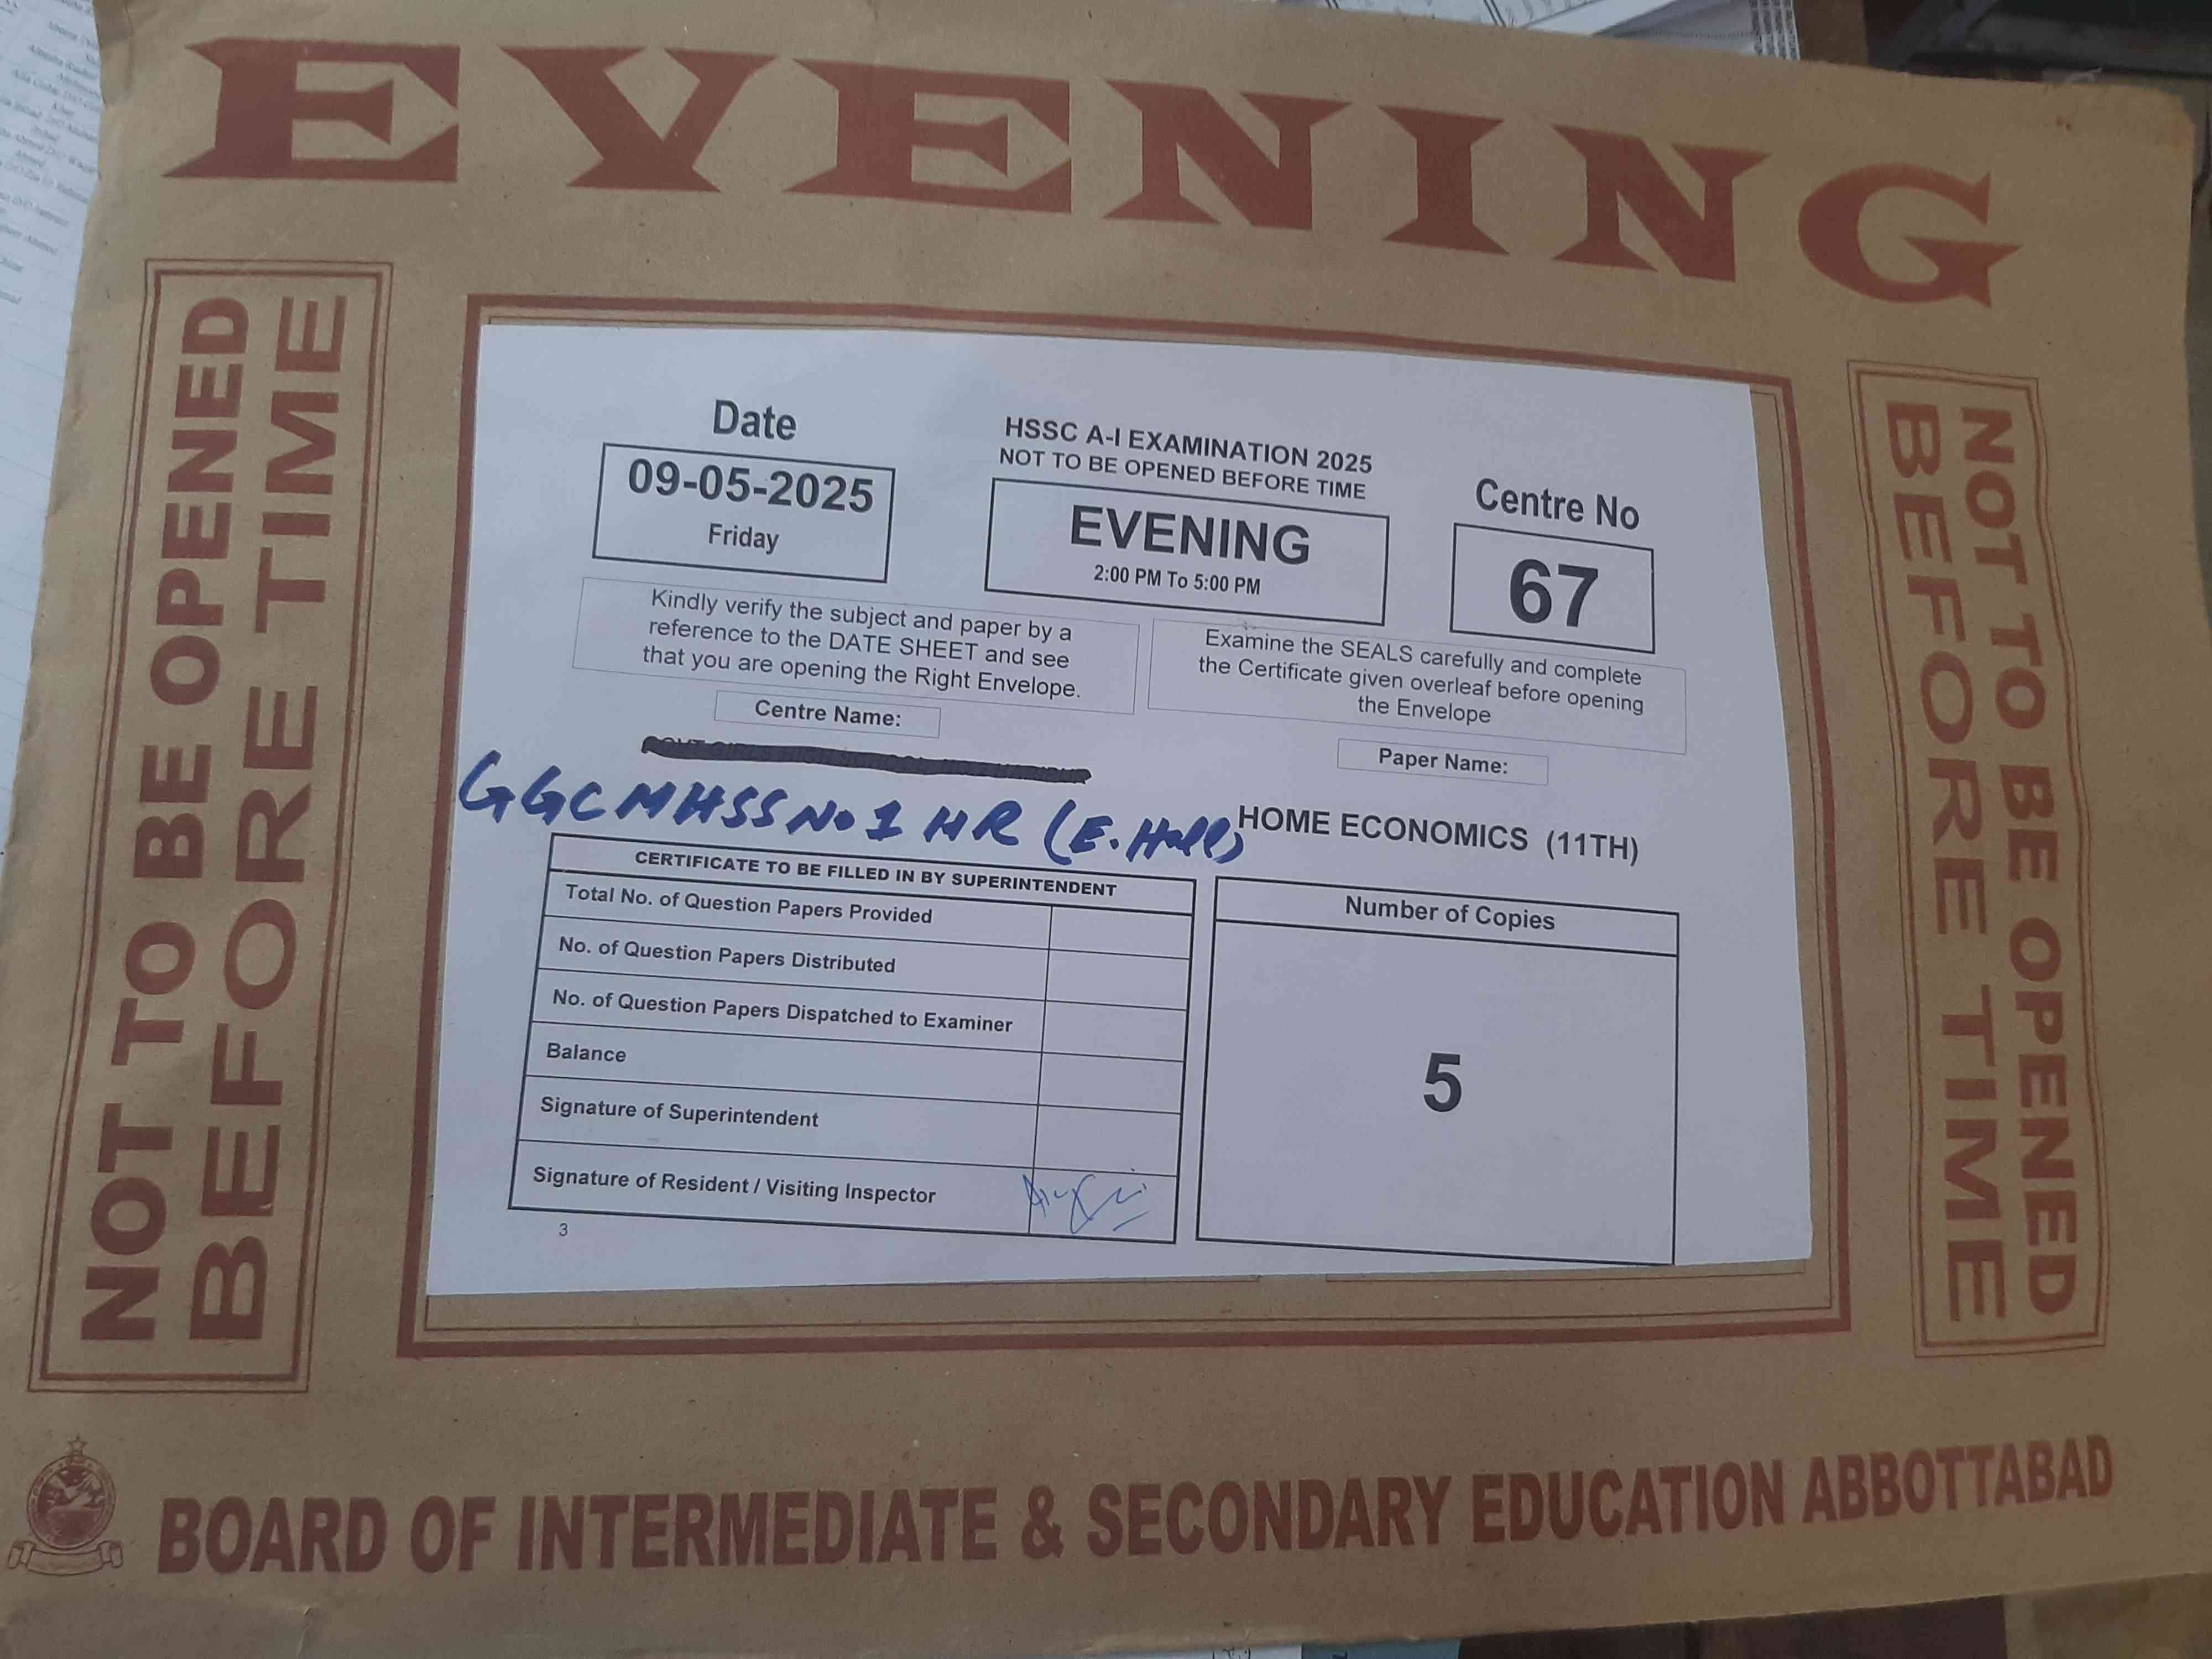 EVENING
NOT TO BE OPENED
BEFORE TIME
Date
09-05-2025
Friday
HSSC A-I EXAMINATION 2025
NOT TO BE OPENED BEFORE TIME
EVENING
2:00 PM To 5:00 PM
Centre No
67
Kindly verify the subject and paper by a
reference to the DATE SHEET and see
that you are opening the Right Envelope.
Examine the SEALS carefully and complete
the Certificate given overleaf before opening
the Envelope
Centre Name:
GGCMHSS No 1 HR (E. Hall)
Paper Name:
HOME ECONOMICS (11TH)
CERTIFICATE TO BE FILLED IN BY SUPERINTENDENT
Total No. of Question Papers Provided
No. of Question Papers Distributed
No. of Question Papers Dispatched to Examiner
Balance
Signature of Superintendent
Signature of Resident / Visiting Inspector
3
Number of Copies
5
NOT TO BE OPENED
BEFORE TIME
BOARD OF INTERMEDIATE & SECONDARY EDUCATION ABBOTTABAD